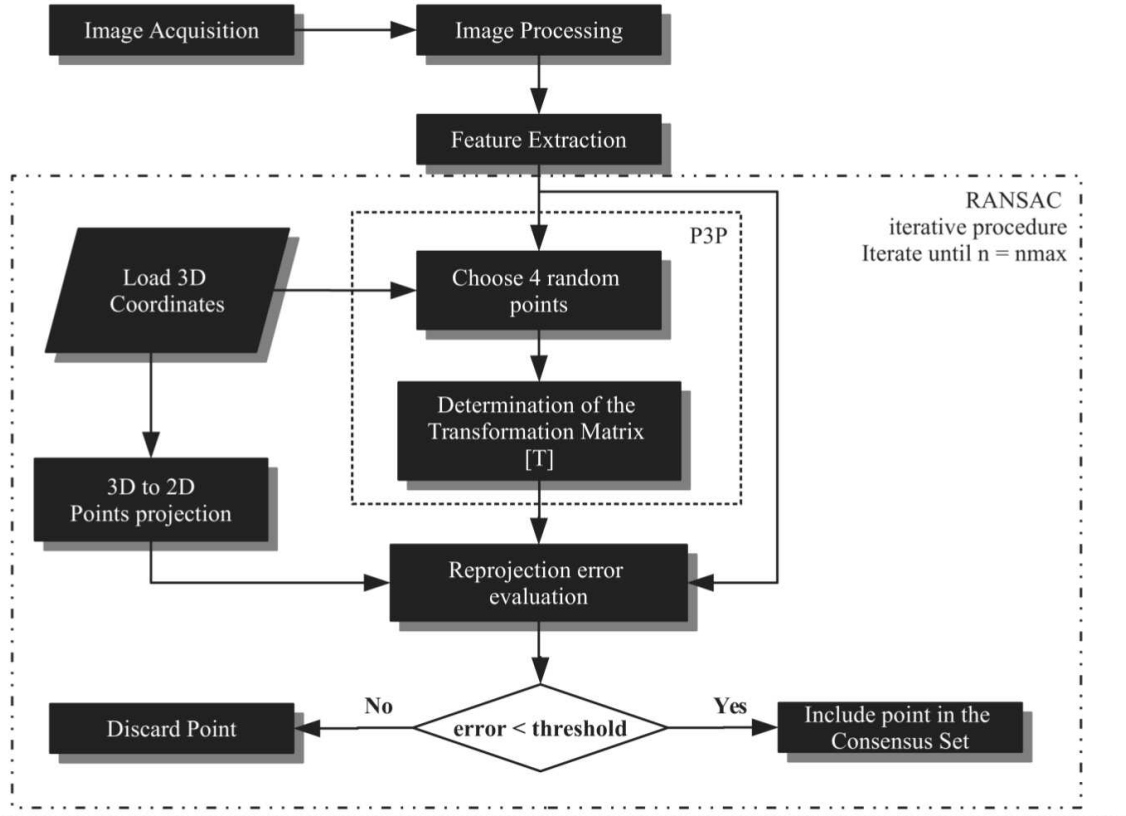 Image Acquisition
Image Processing
Feature Extraction
RANSAC
iterative procedure
Iterate until n = nmax
P3P
Load 3D
Coordinates
Choose 4 random
points
Determination of the
Transformation Matrix
[T]
3D to 2D
Points projection
Reprojection error
evaluation
No
Yes
Discard Point
error < threshold
Include point in the
Consensus Set